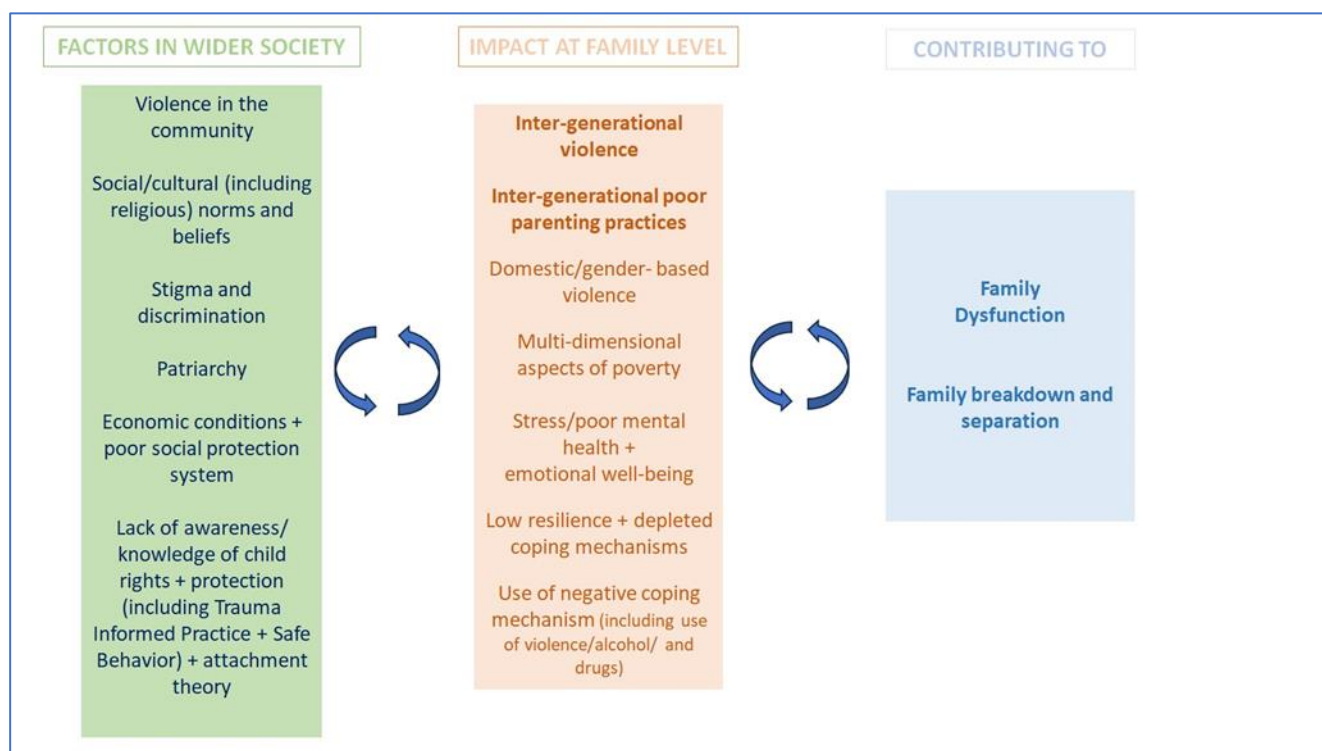 FACTORS IN WIDER SOCIETY
Violence in the
community
Social/cultural (including
religious) norms and
beliefs
Stigma and
discrimination
Patriarchy
Economic conditions +
poor social protection
system
Lack of awareness/
knowledge of child
rights + protection
(including Trauma
Informed Practice + Safe
Behavior) + attachment
theory
IMPACT AT FAMILY LEVEL
Inter-generational
violence
Inter-generational poor
parenting practices
Domestic/gender- based
violence
Multi-dimensional
aspects of poverty
Stress/poor mental
health +
emotional well-being
Low resilience + depleted
coping mechanisms
Use of negative coping
mechanism (including use
of violence/alcohol/ and
drugs)
CONTRIBUTING TO
Family
Dysfunction
Family breakdown and
separation